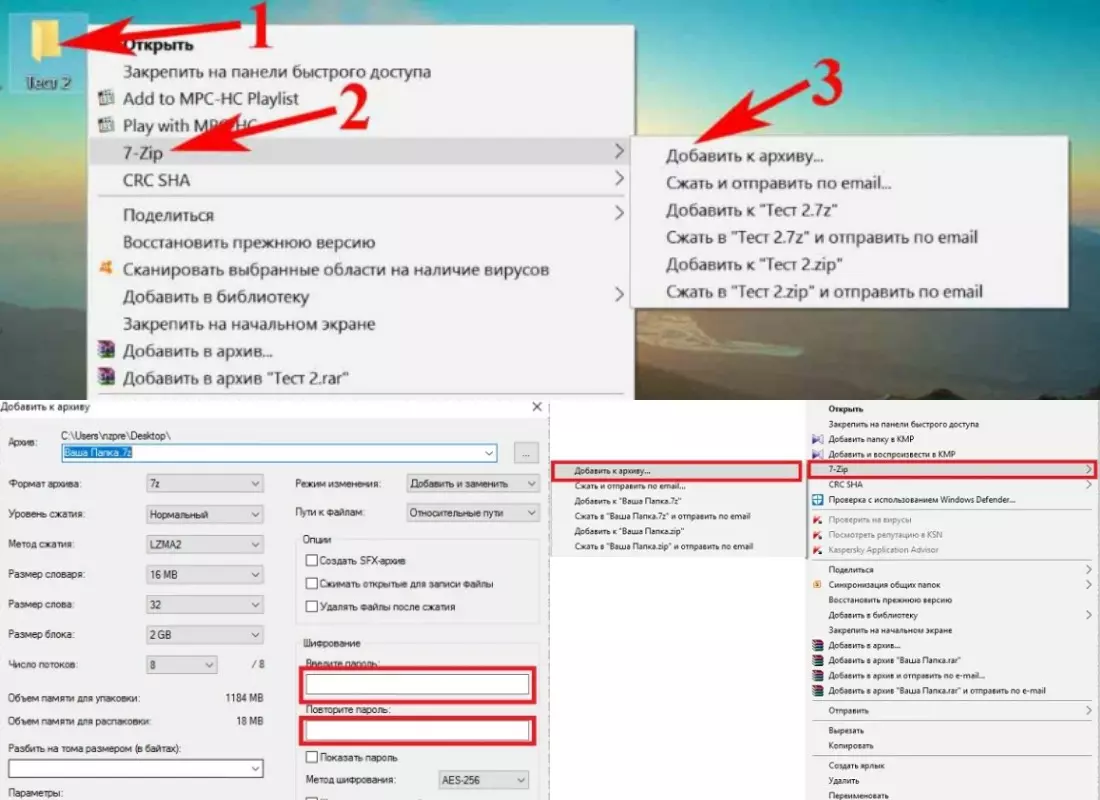 1
Тест 2
Открыть
Закрепить на панели быстрого доступа
Add to MPC-HC Playlist
Play with MPC-HC
2
7-Zip
CRC SHA
Поделиться
Восстановить прежнюю версию
Сканировать выбранные области на наличие вирусов
Добавить в библиотеку
Закрепить на начальном экране
Добавить в архив...
Добавить в архив "Тест 2.rar"
3
Добавить к архиву...
Сжать и отправить по email...
Добавить к "Тест 2.7z"
Сжать в "Тест 2.7z" и отправить по email
Добавить к "Тест 2.zip"
Сжать в "Тест 2.zip" и отправить по email
Добавить к архиву
Архив:
C:\Users\nzpre\Desktop\
Ваша Папка.7z
...
Формат архива:
7z
Уровень сжатия:
Нормальный
Метод сжатия:
LZMA2
Размер словаря:
16 MB
Размер слова:
32
Размер блока:
2 GB
Число потоков:
8
/ 8
Объем памяти для упаковки:
1184 MB
Объем памяти для распаковки:
18 MB
Разбить на тома размером (в байтах):
Параметры:
Режим изменения:
Добавить и заменить
Пути к файлам:
Относительные пути
Опции
Создать SFX-архив
Сжимать открытые для записи файлы
Удалять файлы после сжатия
Шифрование
Введите пароль:
Повторите пароль:
Показать пароль
Метод шифрования:
AES-256
Добавить к архиву...
Сжать и отправить по email...
Добавить к "Ваша Папка.7z"
Сжать в "Ваша Папка.7z" и отправить по email
Добавить к "Ваша Папка.zip"
Сжать в "Ваша Папка.zip" и отправить по email
Открыть
Закрепить на панели быстрого доступа
Добавить папку в KMP
Добавить и воспроизвести в KMP
7-Zip
CRC SHA
Проверка с использованием Windows Defender...
Проверить на вирусы
Посмотреть репутацию в KSN
Kaspersky Application Advisor
Поделиться
Синхронизация общих папок
Восстановить прежнюю версию
Добавить в библиотеку
Закрепить на начальном экране
Добавить в архив...
Добавить в архив "Ваша Папка.rar"
Добавить в архив и отправить по e-mail...
Добавить в архив "Ваша Папка.rar" и отправить по e-mail
Отправить
Вырезать
Копировать
Создать ярлык
Удалить
Переименовать